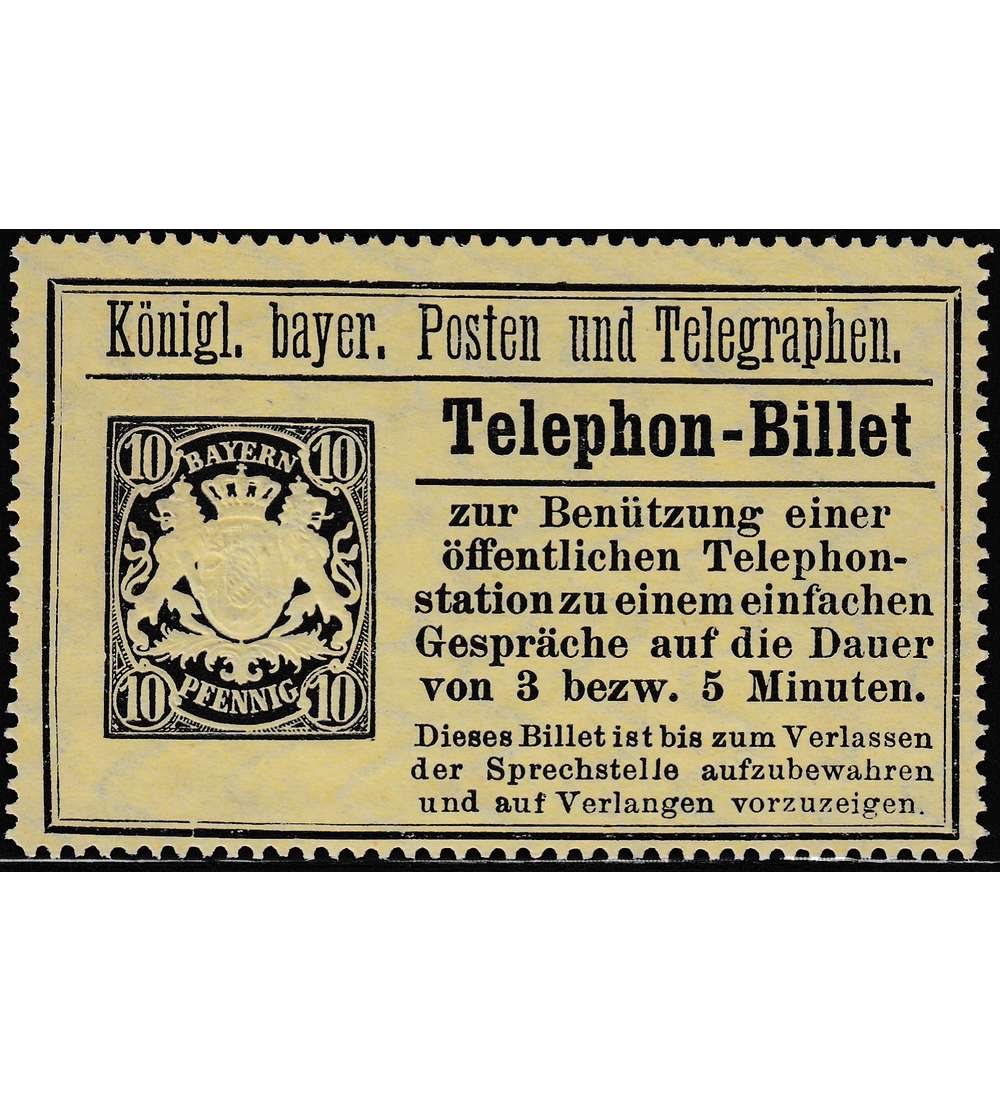 Königl. bayer. Posten und Telegraphen.
10 BAYERN 10
10 PFENNIG 10
Telephon-Billet
zur Benützung einer
öffentlichen Telephon-
station zu einem einfachen
Gespräche auf die Dauer
von 3 bezw. 5 Minuten.
Dieses Billet ist bis zum Verlassen
der Sprechstelle aufzubewahren
und auf Verlangen vorzuzeigen.